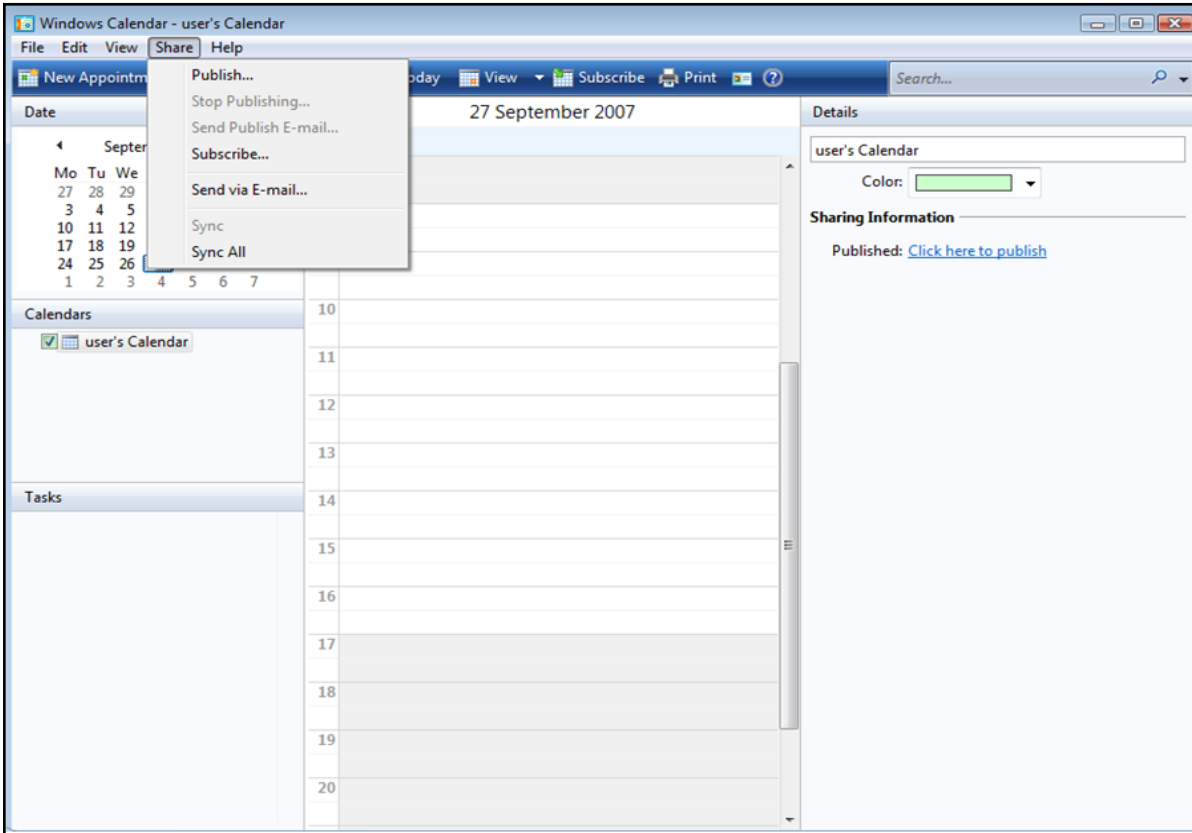 Windows Calendar - user's Calendar
File Edit View Share Help
New Appointm
oday View Subscribe Print
Search...
Publish...
Stop Publishing...
Send Publish E-mail...
Subscribe...
Send via E-mail...
Sync
Sync All
Date
Septer
Mo Tu We
27 28 29
3 4 5
10 11 12
17 18 19
24 25 26
1 2 3 4 5 6 7
Calendars
user's Calendar
Tasks
27 September 2007
10
11
12
13
14
15
16
17
18
19
20
Details
user's Calendar
Color:
Sharing Information
Published: Click here to publish